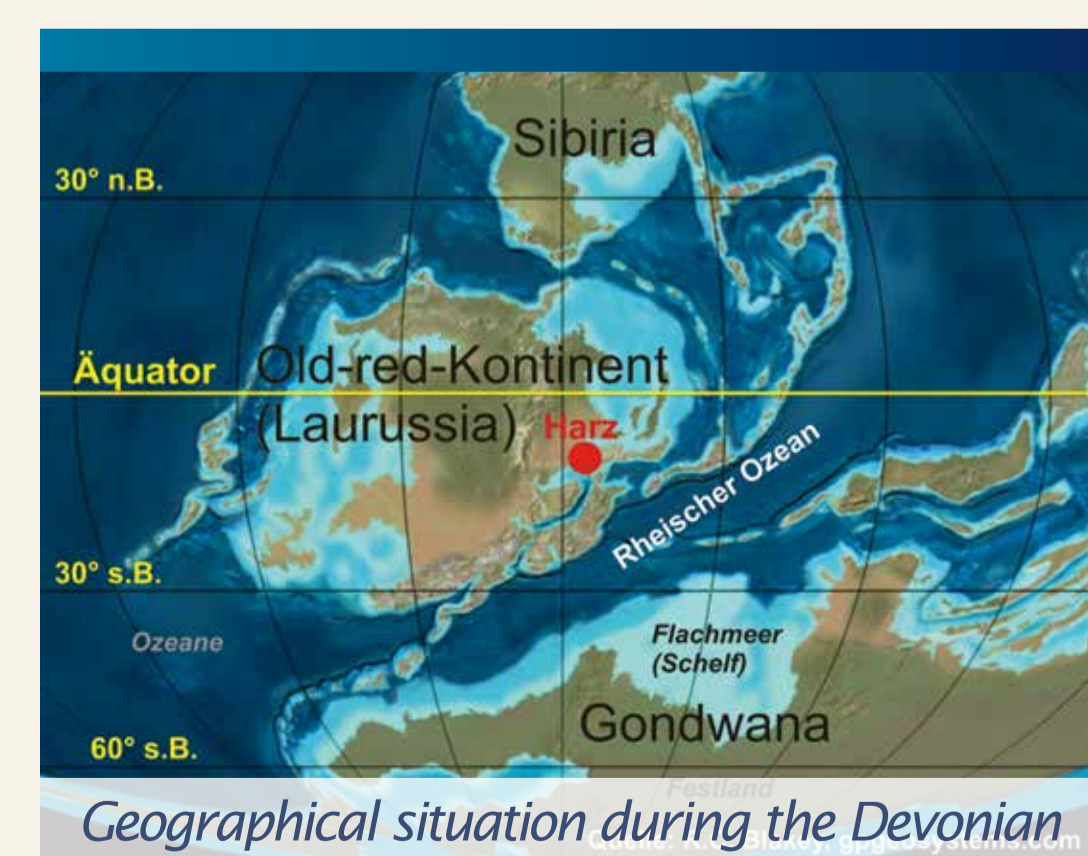 Sibiria
30° n.B.
Äquator
Old-red-Kontinent
(Laurussia)
Harz
Rheischer Ozean
30° s.B.
Ozeane
Flachmeer
(Schelf)
Gondwana
60° s.B.
Festland
Geographical situation during the Devonian
Quelle: R.C. Blakey, gpgeosystems.com